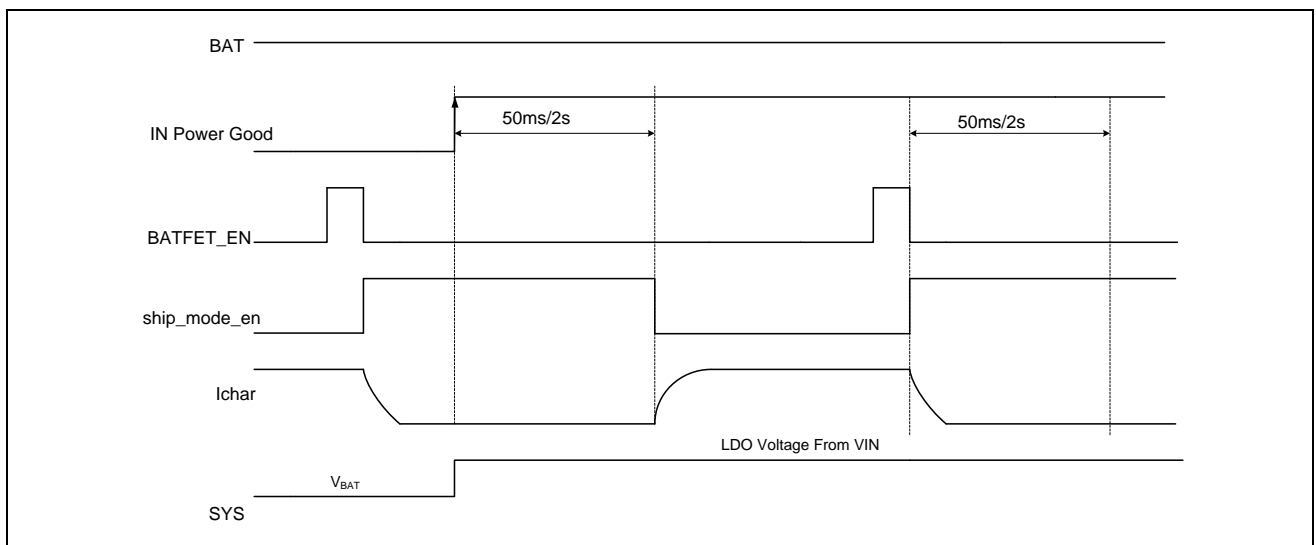 BAT
IN Power Good
50ms/2s
50ms/2s
BATFET_EN
ship_mode_en
Ichar
LDO Voltage From VIN
VBAT
SYS